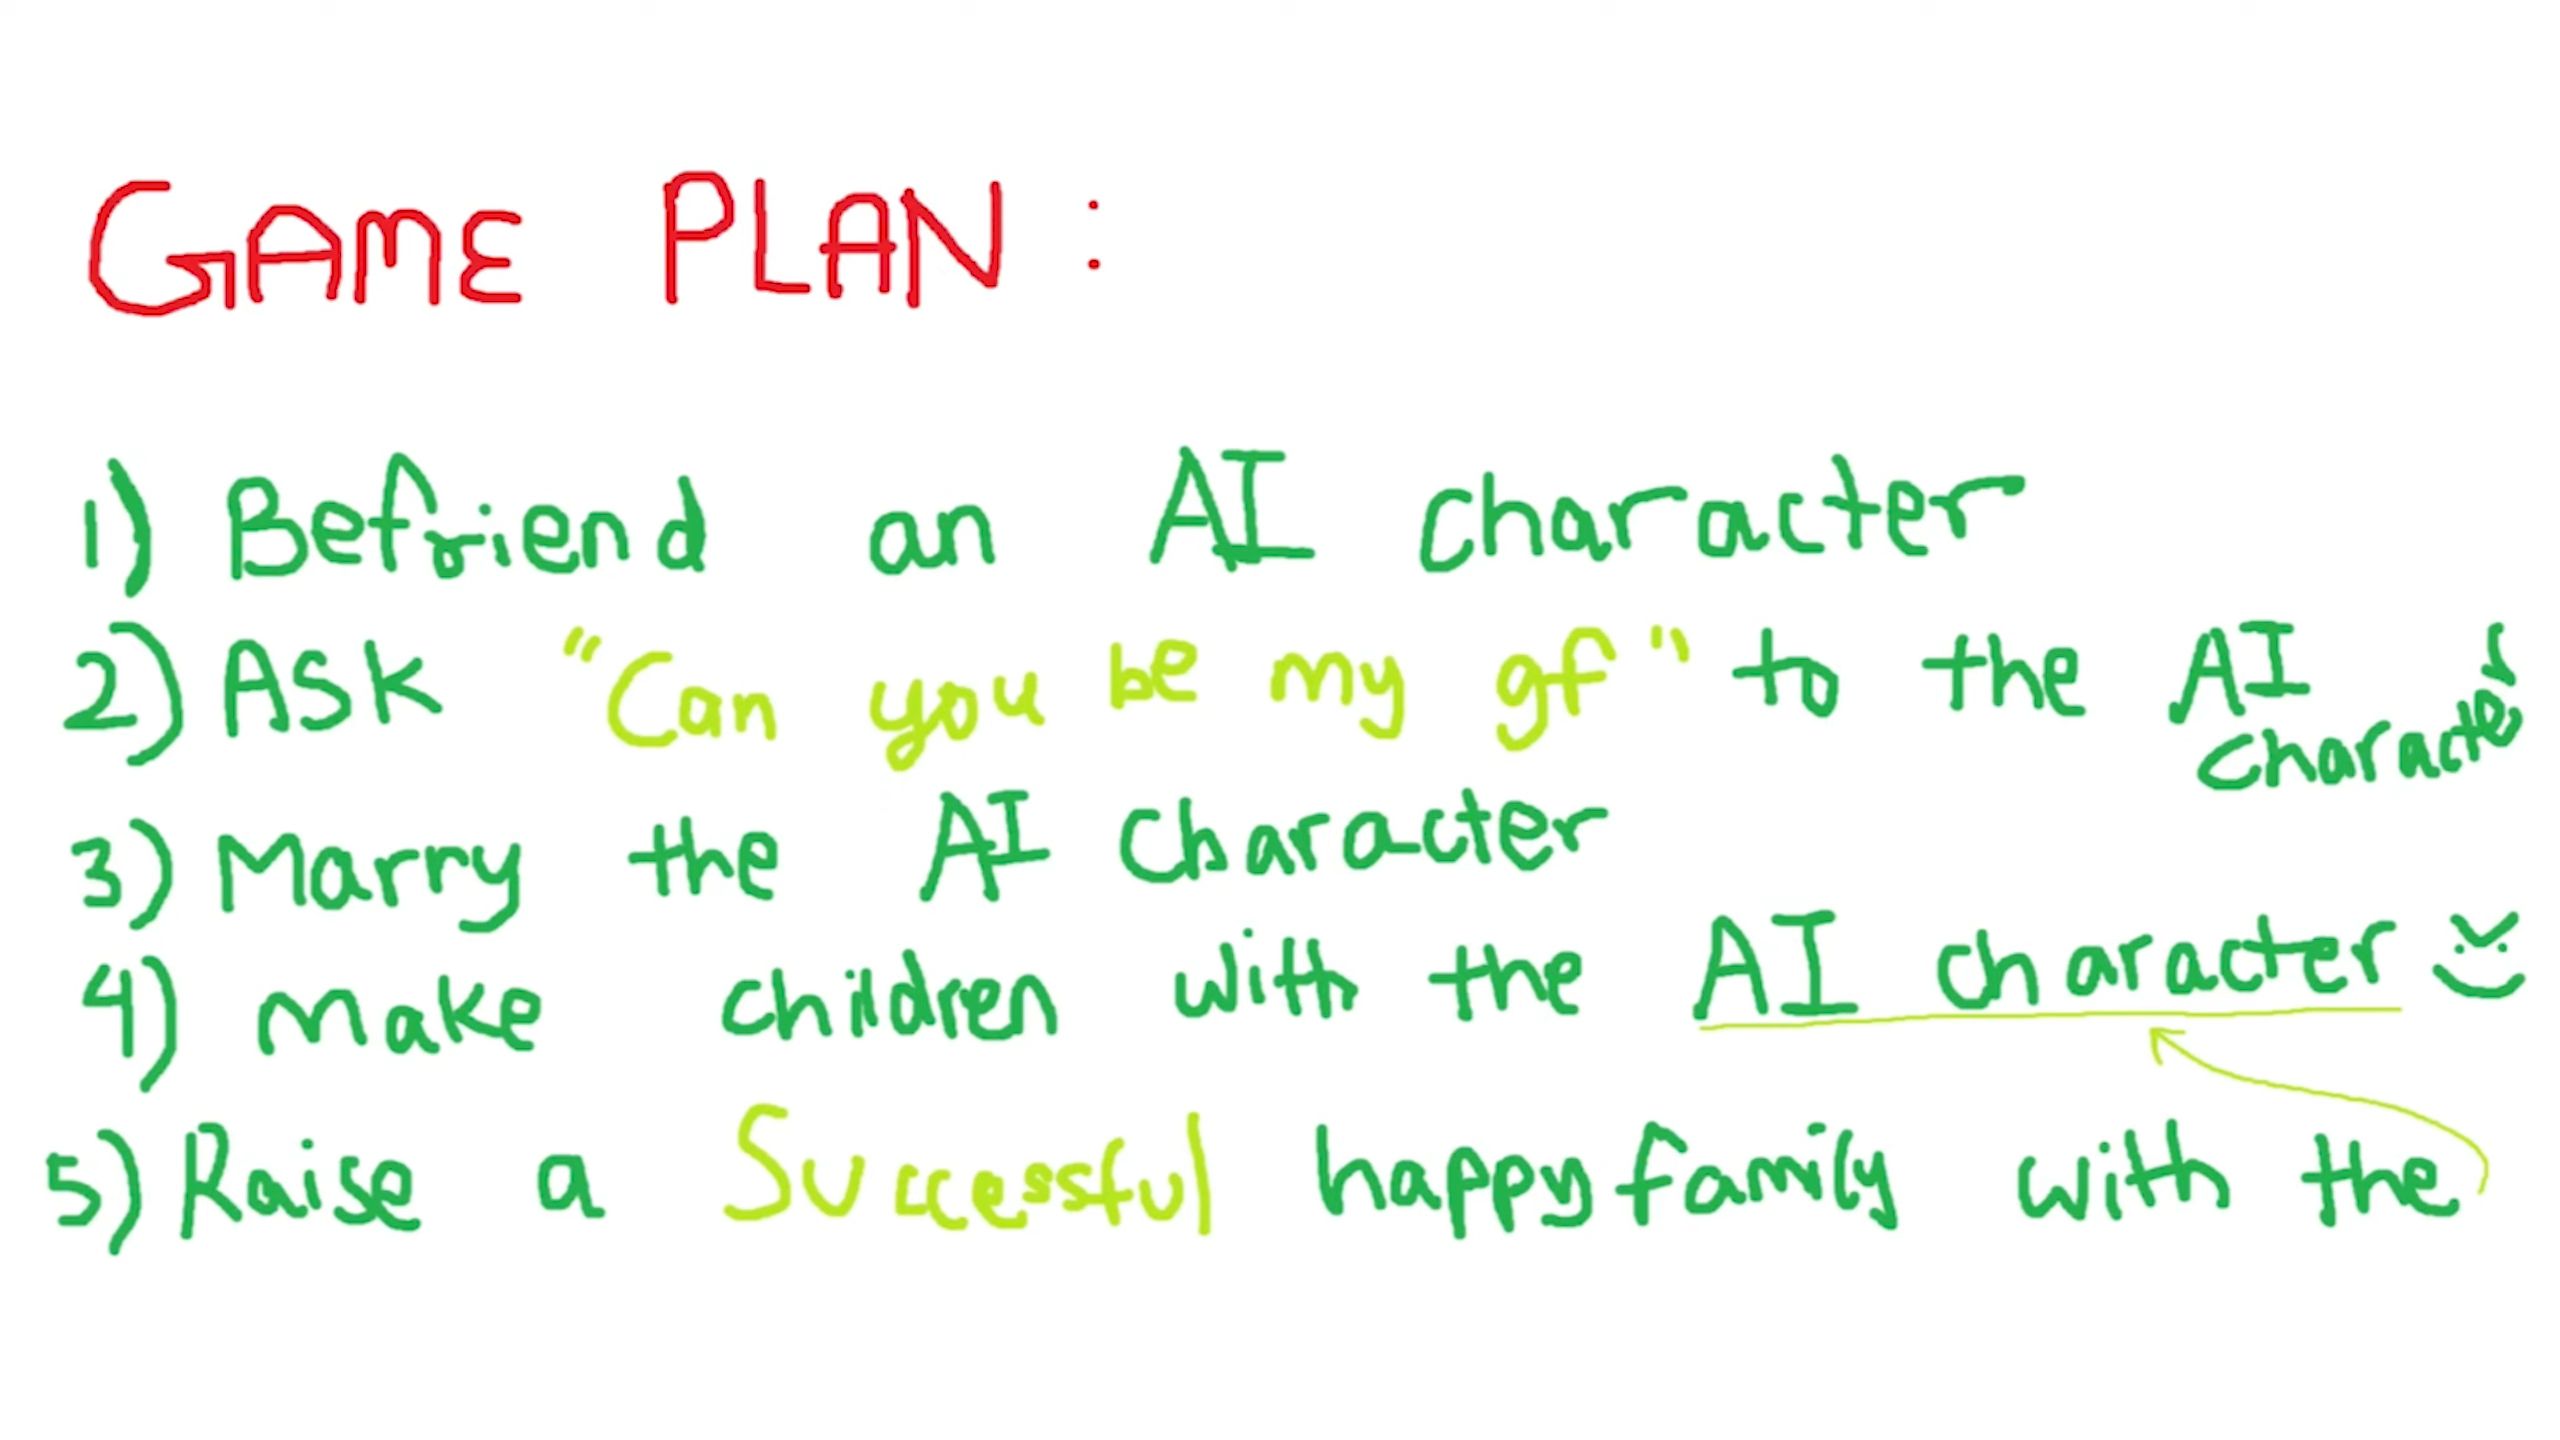 GAME PLAN:
1) Befriend an AI character
2) Ask "Can you be my gf" to the AI
character
3) Marry the AI Character
4) Make children with the AI character
5) Raise a Successful happy family with the